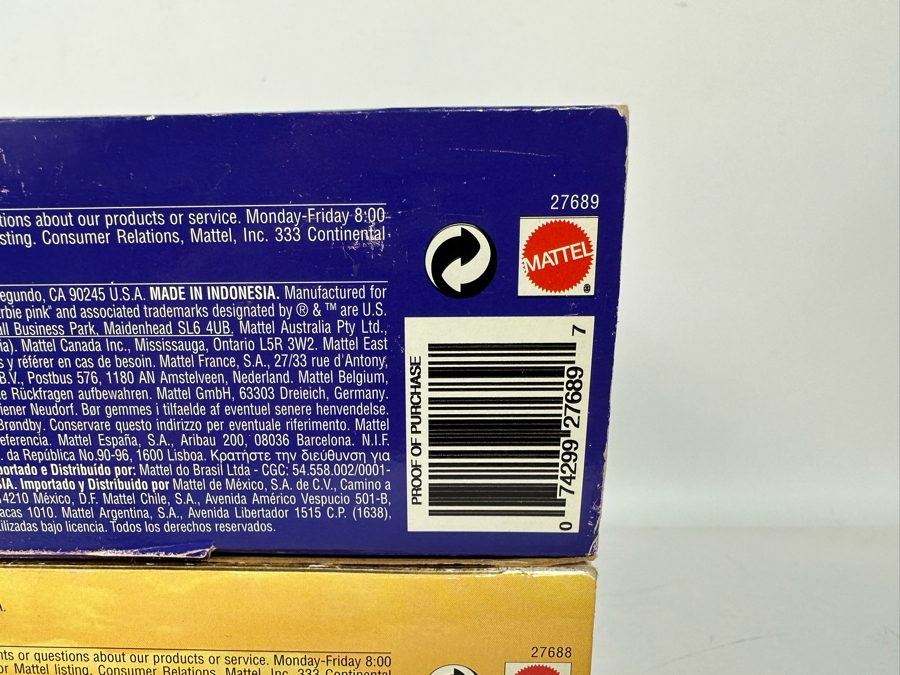 27689
tions about our products or service. Monday-Friday 8:00
sting. Consumer Relations, Mattel, Inc. 333 Continental
MATTEL
®
egundo, CA 90245 U.S.A. MADE IN INDONESIA. Manufactured for
rbie pink" and associated trademarks designated by ® & ™ are U.S.
all Business Park, Maidenhead SL6 4UB, Mattel Australia Pty Ltd.,
ia). Mattel Canada Inc., Mississauga, Ontario L5R 3W2. Mattel East
s y référer en cas de besoin. Mattel France, S.A., 27/33 rue d'Antony,
B.V., Postbus 576, 1180 AN Amstelveen, Nederland. Mattel Belgium,
e Rückfragen aufbewahren. Mattel GmbH, 63303 Dreieich, Germany.
iener Neudorf. Bør gemmes i tilfaelde af eventuel senere henvendelse.
Brøndby. Conservare questo indirizzo per eventuale riferimento. Mattel
eferencia. Mattel España, S.A., Aribau 200, 08036 Barcelona. N.I.F.
. da República No.90-96, 1600 Lisboa. Κρατήστε την διεύθυνση για
portado e Distribuído por: Mattel do Brasil Ltda - CGC: 54.558.002/0001-
SIA. Importado y Distribuido por Mattel de México, S.A. de C.V., Camino a
14210 México, D.F. Mattel Chile, S.A., Avenida Américo Vespucio 501-B,
acas 1010. Mattel Argentina, S.A., Avenida Libertador 1515 C.P. (1638),
ilizadas bajo licencia. Todos los derechos reservados.
PROOF OF PURCHASE
0 74299 27689 7
A.
27688
nts or questions about our products or service. Monday-Friday 8:00
or Mattel listing. Consumer Relations, Mattel, Inc. 333 Continental